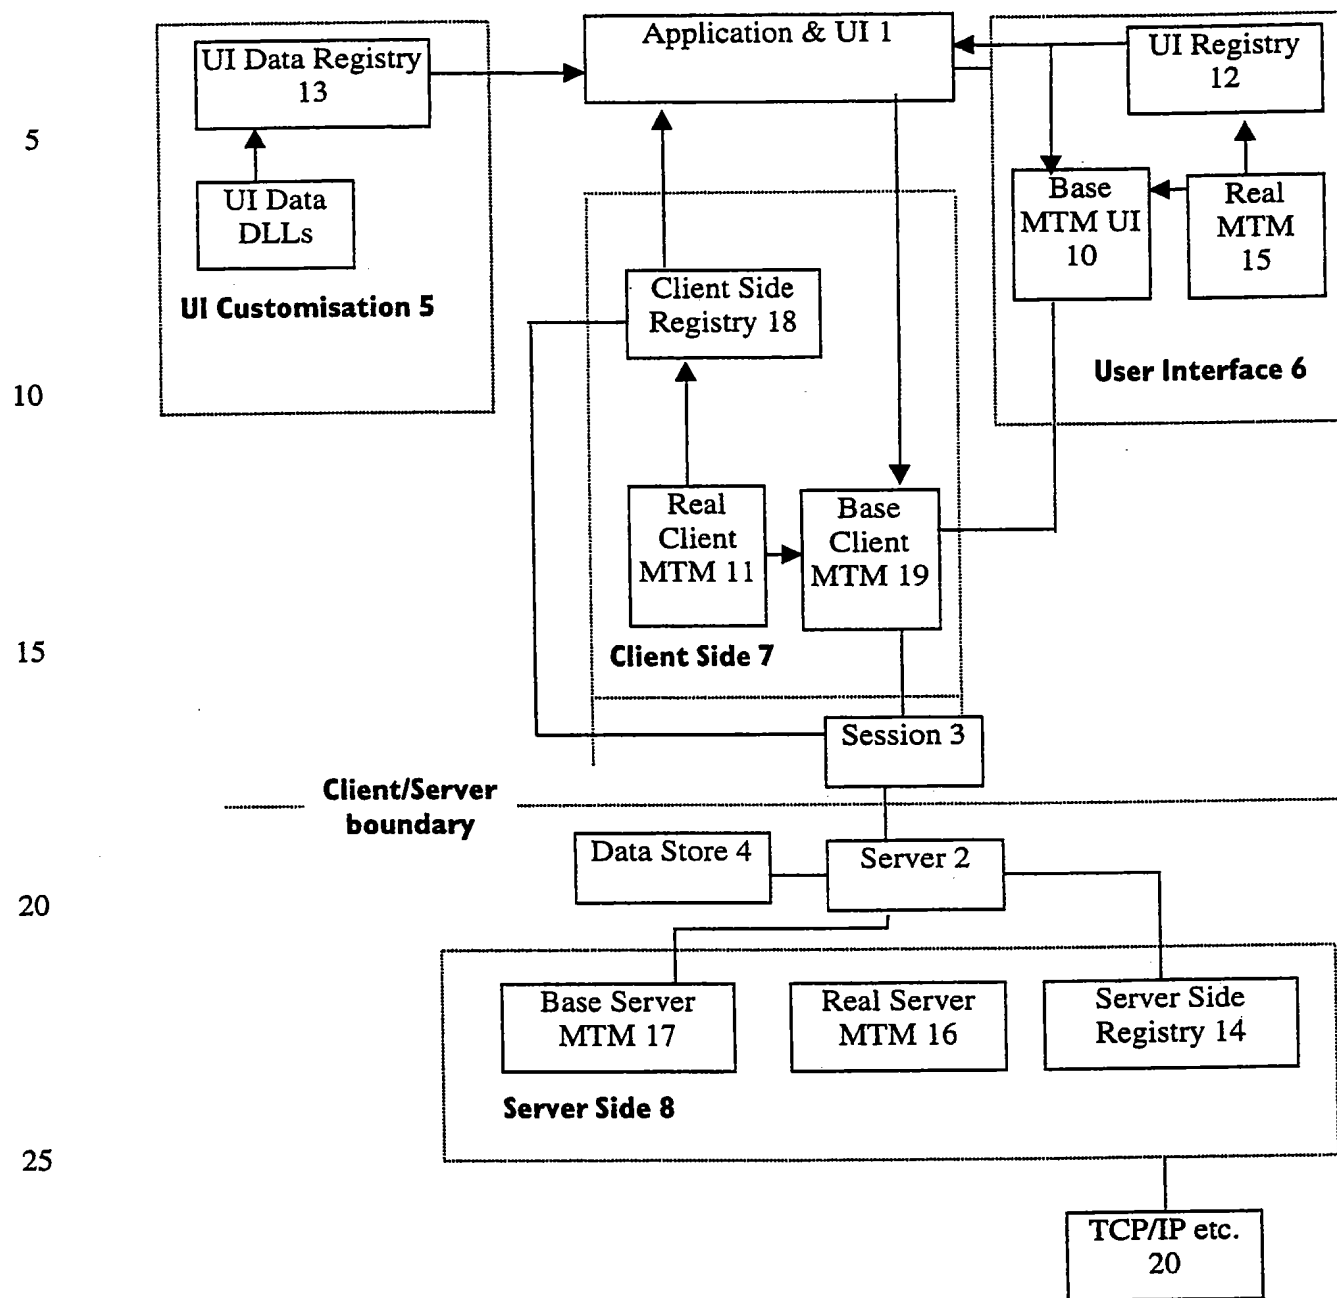 Application & UI 1
UI Data Registry
13
UI Registry
12
5
UI Data
DLLs
Base
MTM UI
10
Real
MTM
15
UI Customisation 5
Client Side
Registry 18
User Interface 6
10
Real
Client
MTM 11
Base
Client
MTM 19
15
Client Side 7
Session 3
Client/Server
boundary
Data Store 4
Server 2
20
Base Server
MTM 17
Real Server
MTM 16
Server Side
Registry 14
Server Side 8
25
TCP/IP etc.
20